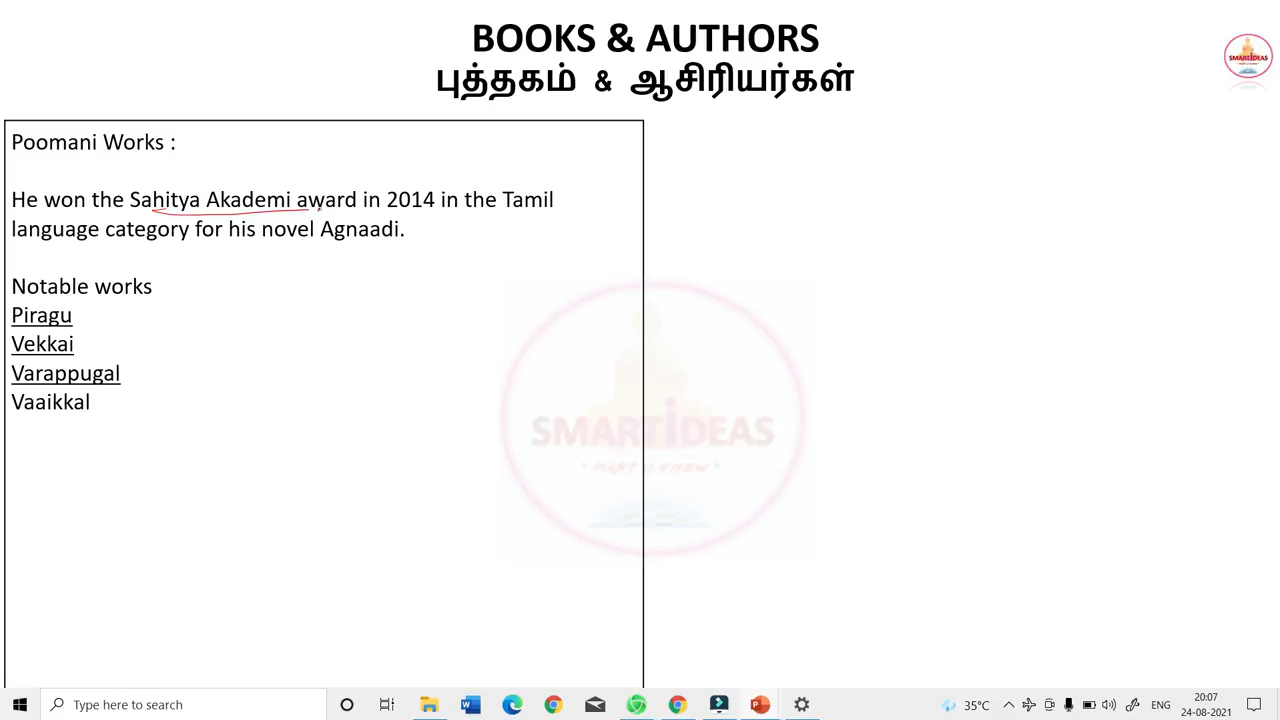 BOOKS & AUTHORS
புத்தகம் & ஆசிரியர்கள்
SMARTIDEAS
Poomani Works :
He won the Sahitya Akademi award in 2014 in the Tamil
language category for his novel Agnaadi.
Notable works
Piragu
Vekkai
Varappugal
Vaaikkal
SMARTIDEAS
Type here to search
35°C
ENG
20:07
24-08-2021